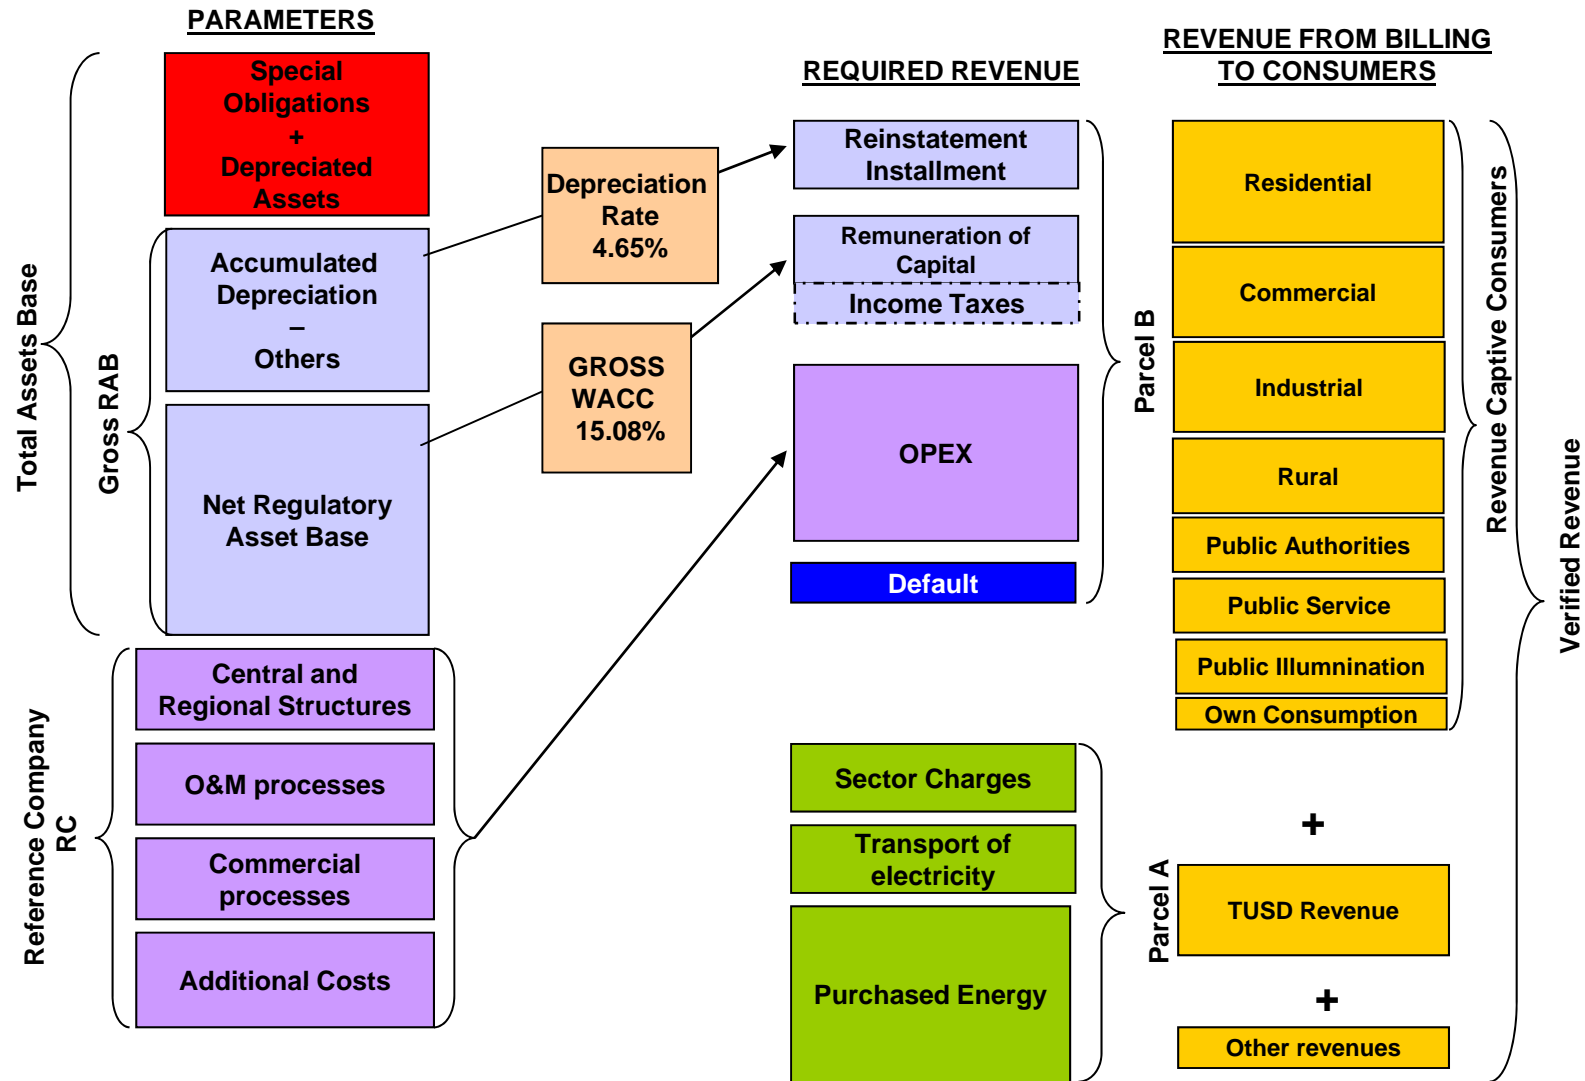 PARAMETERS
Special
Obligations
+
Depreciated
Assets
Accumulated
Depreciation
–
Others
Net Regulatory
Asset Base
Total Assets Base
Gross RAB
Central and
Regional Structures
O&M processes
Commercial
processes
Additional Costs
Reference Company
RC
Depreciation
Rate
4.65%
GROSS
WACC
15.08%
REQUIRED REVENUE
Reinstatement
Installment
Remuneration of
Capital
Income Taxes
OPEX
Default
Parcel B
Sector Charges
Transport of
electricity
Purchased Energy
Parcel A
REVENUE FROM BILLING
TO CONSUMERS
Residential
Commercial
Industrial
Rural
Public Authorities
Public Service
Public Illumnination
Own Consumption
Revenue Captive Consumers
+
TUSD Revenue
+
Other revenues
Verified Revenue